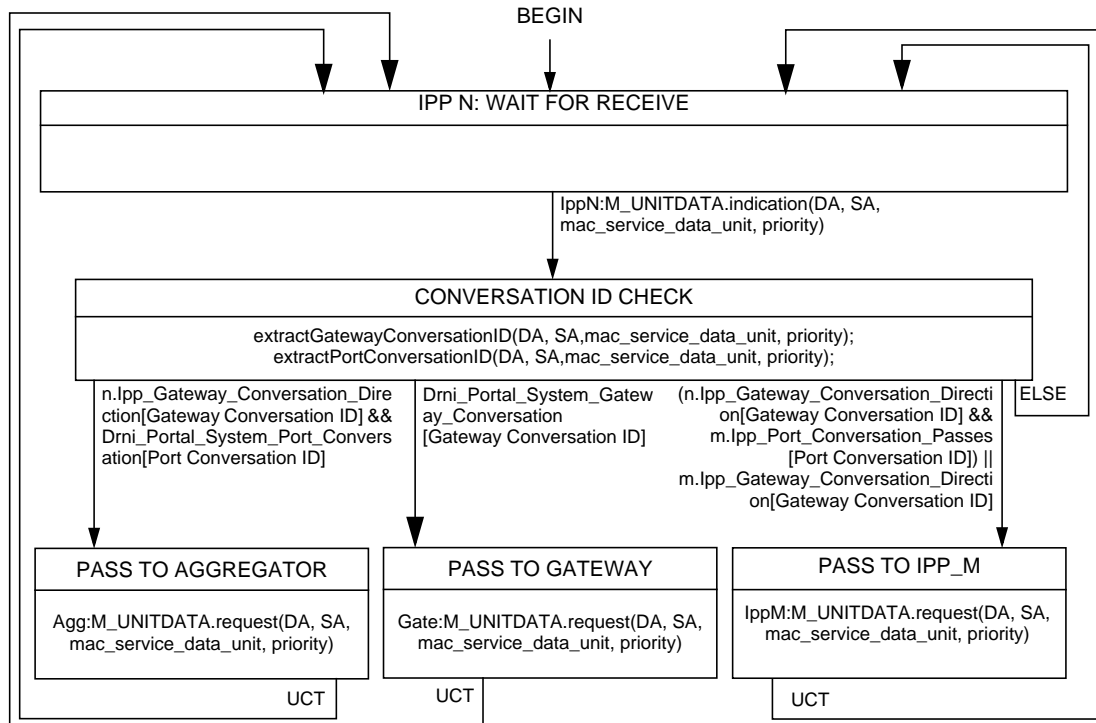 BEGIN
IPP N: WAIT FOR RECEIVE
IppN:M_UNITDATA.indication(DA, SA,
mac_service_data_unit, priority)
CONVERSATION ID CHECK
extractGatewayConversationID(DA, SA,mac_service_data_unit, priority);
extractPortConversationID(DA, SA,mac_service_data_unit, priority);
n.Ipp_Gateway_Conversation_Dire
ction[Gateway Conversation ID] &&
Drni_Portal_System_Port_Convers
ation[Port Conversation ID]
Drni_Portal_System_Gatew
ay_Conversation
[Gateway Conversation ID]
(n.Ipp_Gateway_Conversation_Directi
on[Gateway Conversation ID] &&
m.Ipp_Port_Conversation_Passes
[Port Conversation ID]) ||
m.Ipp_Gateway_Conversation_Directi
on[Gateway Conversation ID]
ELSE
PASS TO AGGREGATOR
Agg:M_UNITDATA.request(DA, SA,
mac_service_data_unit, priority)
UCT
PASS TO GATEWAY
Gate:M_UNITDATA.request(DA, SA,
mac_service_data_unit, priority)
UCT
PASS TO IPP_M
IppM:M_UNITDATA.request(DA, SA,
mac_service_data_unit, priority)
UCT